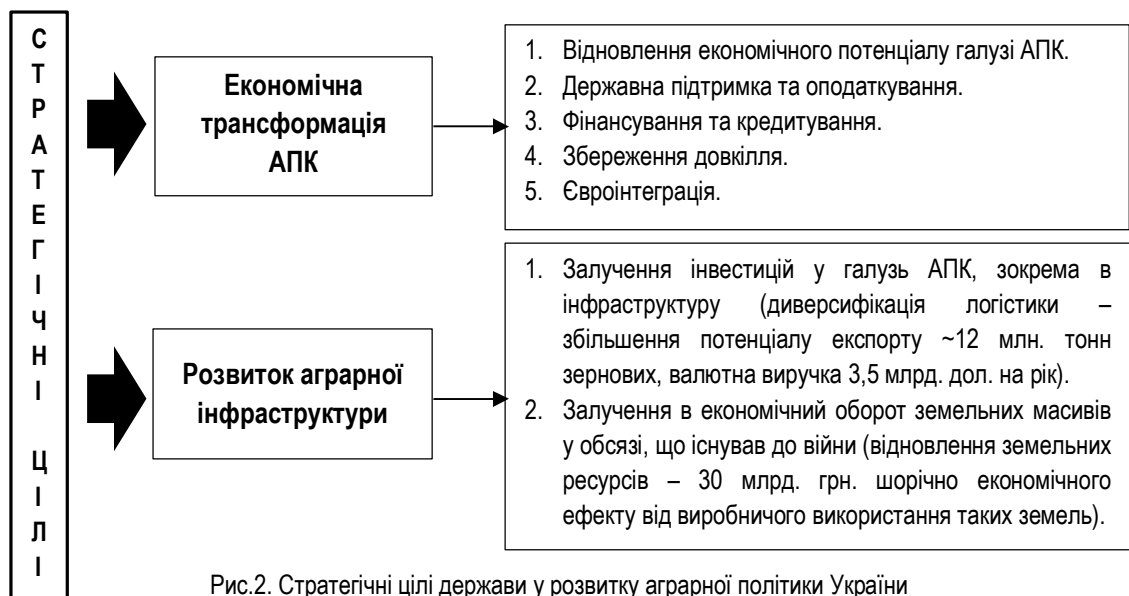 СТРАТЕГІЧНІ ЦІЛІ
Економічна
трансформація
АПК
1. Відновлення економічного потенціалу галузі АПК.
2. Державна підтримка та оподаткування.
3. Фінансування та кредитування.
4. Збереження довкілля.
5. Євроінтеграція.
Розвиток аграрної
інфраструктури
1. Залучення інвестицій у галузь АПК, зокрема в
інфраструктуру (диверсифікація логістики –
збільшення потенціалу експорту ~12 млн. тонн
зернових, валютна виручка 3,5 млрд. дол. на рік).
2. Залучення в економічний оборот земельних масивів
у обсязі, що існував до війни (відновлення земельних
ресурсів – 30 млрд. грн. шорічно економічного
ефекту від виробничого використання таких земель).
Рис.2. Стратегічні цілі держави у розвитку аграрної політики України